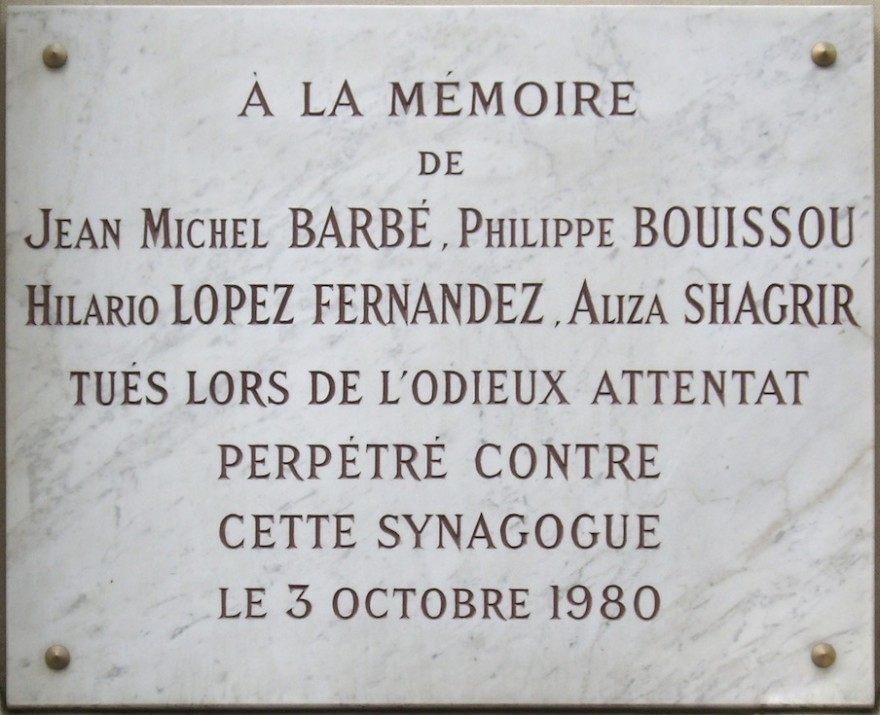 À LA MÉMOIRE
DE
JEAN MICHEL BARBÉ, PHILIPPE BOUISSOU
HILARIO LOPEZ FERNANDEZ, ALIZA SHAGRIR
TUÉS LORS DE L'ODIEUX ATTENTAT
PERPÉTRÉ CONTRE
CETTE SYNAGOGUE
LE 3 OCTOBRE 1980